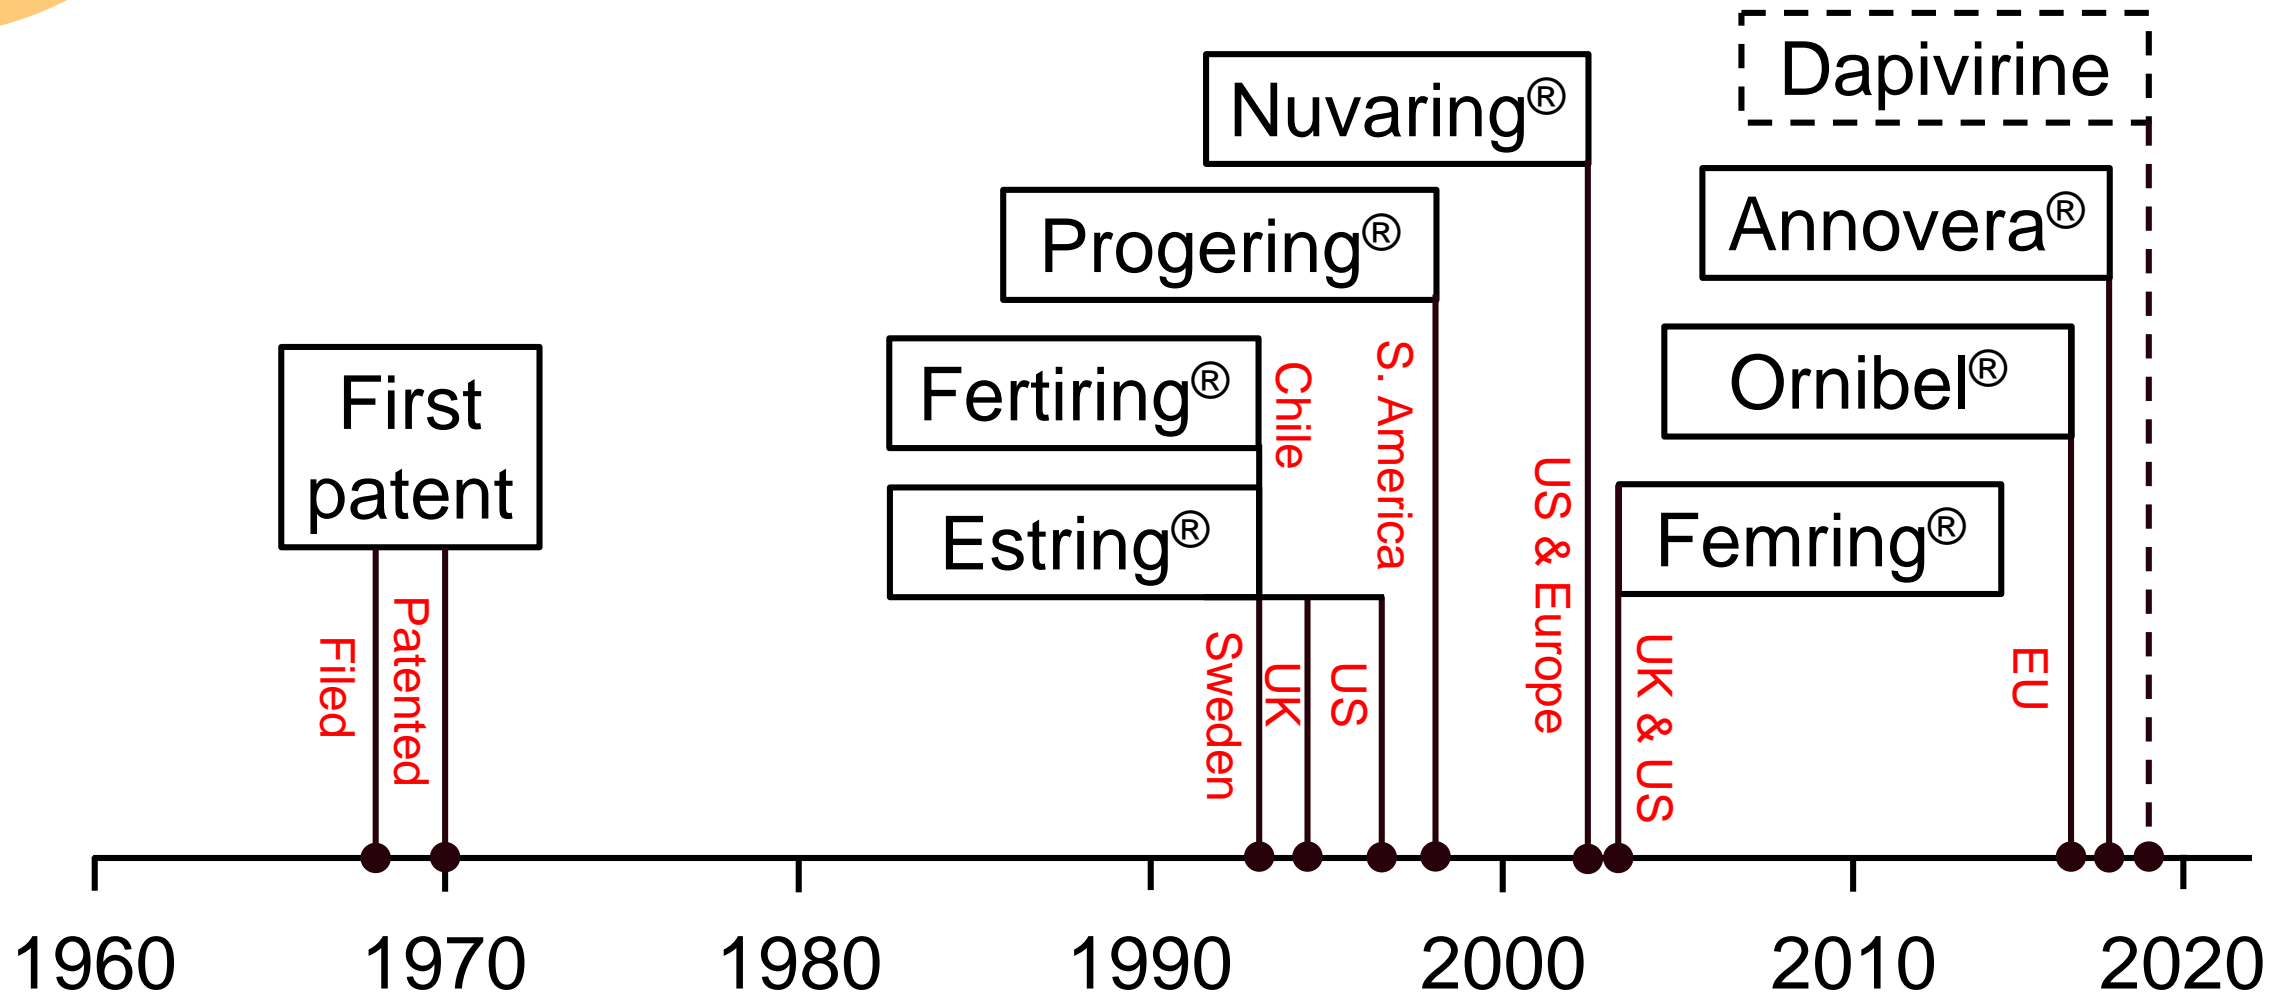 Dapivirine
Nuvaring®
Annovera®
Progering®
Ornibel®
Fertiring®
Chile
S. America
First
patent
Estring®
US & Europe
Femring®
Filed
Patented
Sweden
UK
US
UK & US
EU
1960
1970
1980
1990
2000
2010
2020